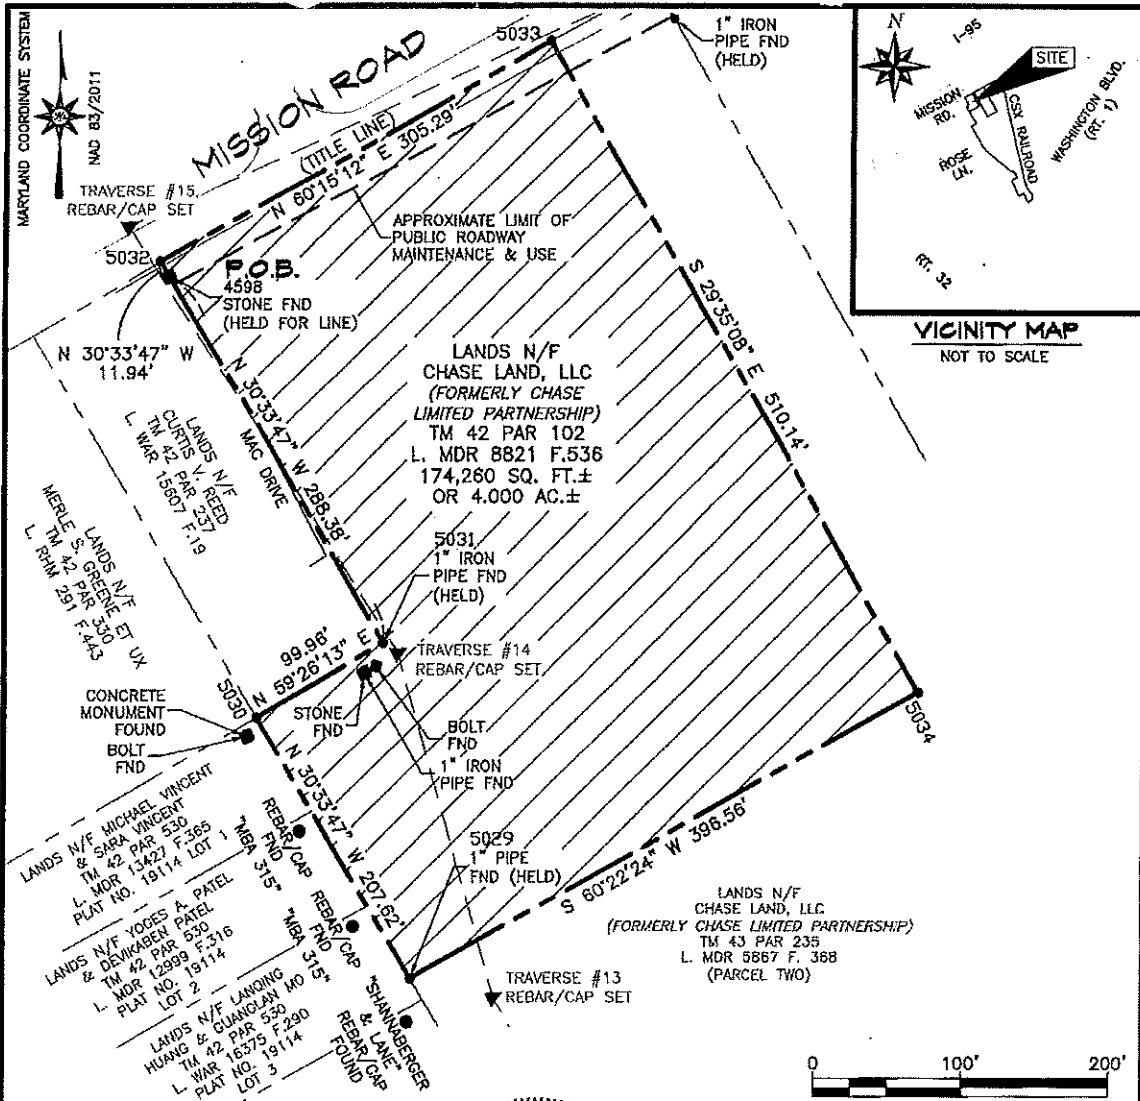 MARYLAND COORDINATE SYSTEM
NAD 83/2011
MISSION ROAD
5033
1" IRON
PIPE FND
(HELD)
(TITLE LINE)
N 60°15'12" E 305.29'
TRAVERSE #15
REBAR/CAP SET
APPROXIMATE LIMIT OF
PUBLIC ROADWAY
MAINTENANCE & USE
5032
P.O.B.
4598
STONE FND
(HELD FOR LINE)
N 30°33'47" W
11.94'
N 30°33'47" W 288.38'
MAC DRIVE
S 29°35'08" E 510.14'
LANDS N/F
CHASE LAND, LLC
(FORMERLY CHASE
LIMITED PARTNERSHIP)
TM 42 PAR 102
L. MDR 8821 F.536
174,260 SQ. FT.±
OR 4.000 AC.±
LANDS N/F
CURTIS V. REED
TM 42 PAR 237
L. WAR 15607 F.19
LANDS N/F
MERLE S. GREENE ET UX
TM 42 PAR 330
L. RHM 291 F.443
5031
1" IRON
PIPE FND
(HELD)
99.96'
N 59°26'13" E
TRAVERSE #14
REBAR/CAP SET
5030
CONCRETE
MONUMENT
FOUND
BOLT
FND
STONE
FND
BOLT
FND
1" IRON
PIPE FND
5034
N 30°33'47" W 207.62'
S 60°22'24" W 396.56'
5029
1" PIPE
FND (HELD)
LANDS N/F MICHAEL VINCENT
& SARA VINCENT
TM 42 PAR 530
L. MDR 13427 F.365
PLAT NO. 19114 LOT 1
REBAR/CAP
FND
"MBA 315"
LANDS N/F YOGES A. PATEL
& DEVIKABEN PATEL
TM 42 PAR 530
L. MDR 12999 F.316
PLAT NO. 19114
LOT 2
REBAR/CAP
FND
"MBA 315"
LANDS N/F LANQING
HUANG & GUANGLAN MO
TM 42 PAR 530
L. WAR 16375 F.290
PLAT NO. 19114
LOT 3
"SHANNABERGER
& LANE"
REBAR/CAP
FOUND
LANDS N/F
CHASE LAND, LLC
(FORMERLY CHASE LIMITED PARTNERSHIP)
TM 43 PAR 235
L. MDR 5867 F. 368
(PARCEL TWO)
TRAVERSE #13
REBAR/CAP SET
N
I-95
SITE
MISSION
RD.
CSX RAILROAD
WASHINGTON BLVD.
(RT. 1)
ROSE
LN.
RT. 32
VICINITY MAP
NOT TO SCALE
0 100' 200'